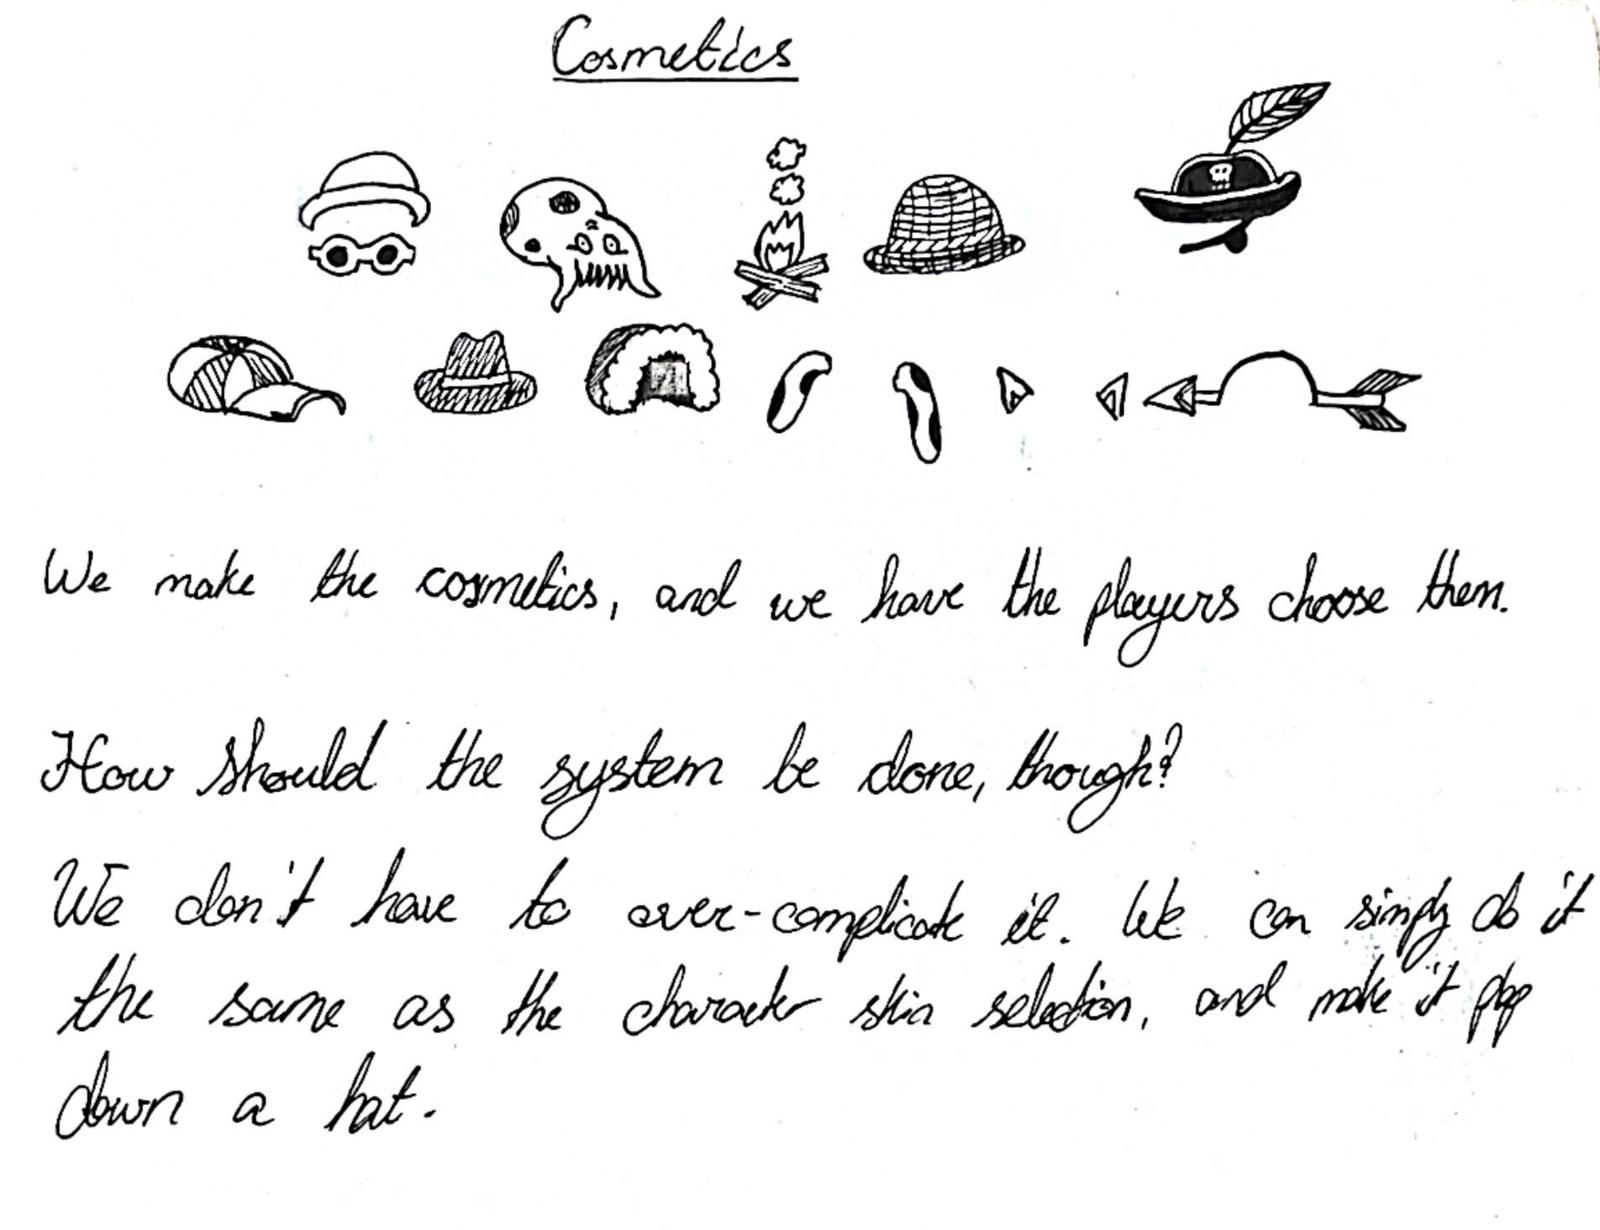 Cosmetics
We make the cosmetics, and we have the players choose them.
How should the system be done, though?
We don't have to over-complicate it. We can simply do it
the same as the character skin selection, and make it plop
down a hat.